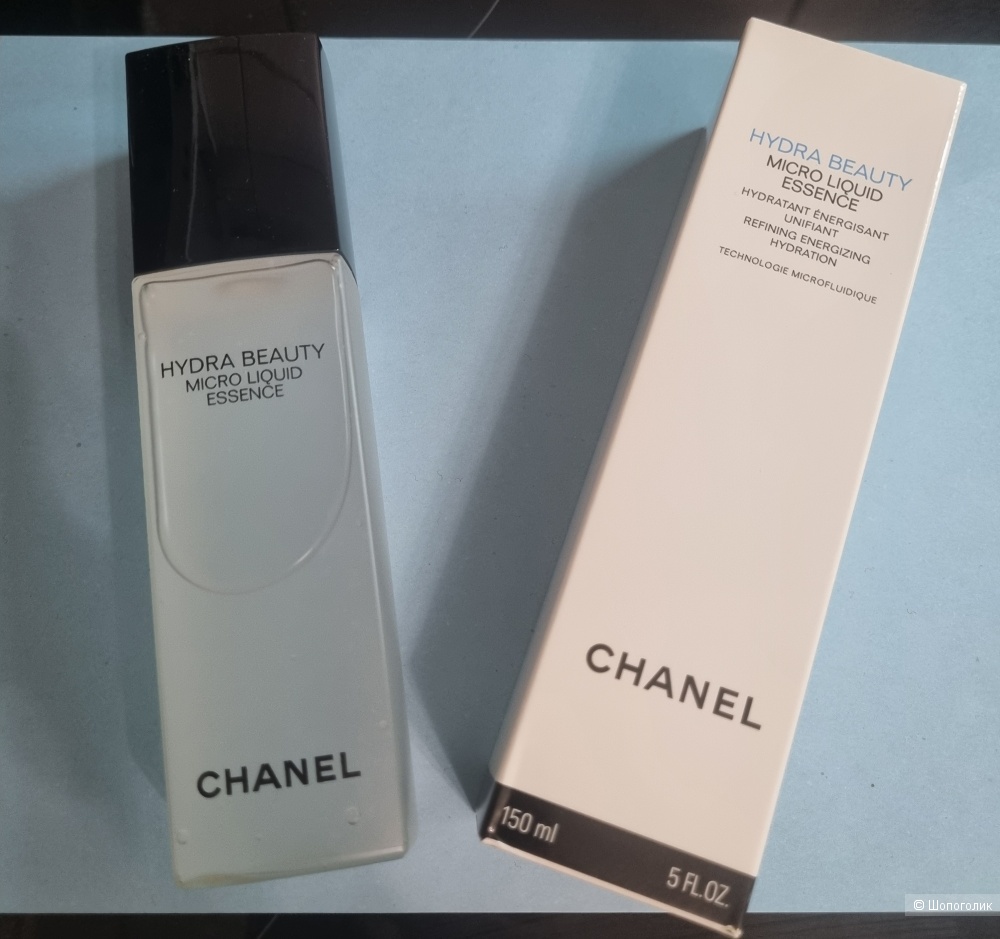 HYDRA BEAUTY
MICRO LIQUID
ESSENCE
CHANEL
HYDRA BEAUTY
MICRO LIQUID
ESSENCE
HYDRATANT ÉNERGISANT
UNIFIANT
REFINING ENERGIZING
HYDRATION
TECHNOLOGIE MICROFLUIDIQUE
CHANEL
150 ml
5 FL.OZ.
© Шопоголик